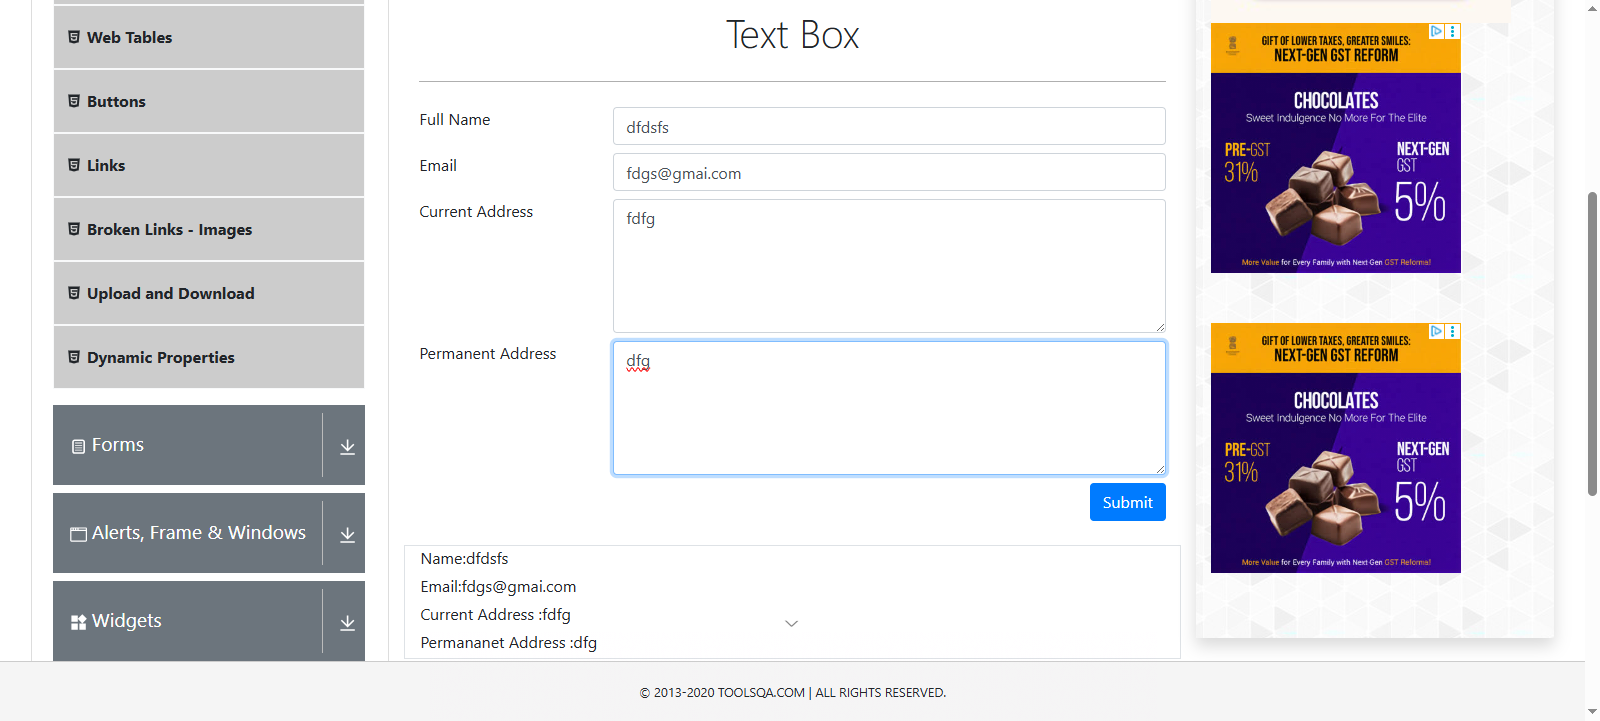 Web Tables
Buttons
Links
Broken Links - Images
Upload and Download
Dynamic Properties
Forms
Alerts, Frame & Windows
Widgets
Text Box
Full Name
dfdsfs
Email
fdgs@gmai.com
Current Address
fdfg
Permanent Address
dfg
Submit
Name:dfdsfs
Email:fdgs@gmai.com
Current Address :fdfg
Permananet Address :dfg
GIFT OF LOWER TAXES, GREATER SMILES:
NEXT-GEN GST REFORM
CHOCOLATES
Sweet Indulgence No More For The Elite
PRE-GST
31%
NEXT-GEN
GST
5%
More Value for Every Family with Next-Gen GST Reforms!
GIFT OF LOWER TAXES, GREATER SMILES:
NEXT-GEN GST REFORM
CHOCOLATES
Sweet Indulgence No More For The Elite
PRE-GST
31%
NEXT-GEN
GST
5%
More Value for Every Family with Next-Gen GST Reforms!
© 2013-2020 TOOLSQA.COM | ALL RIGHTS RESERVED.